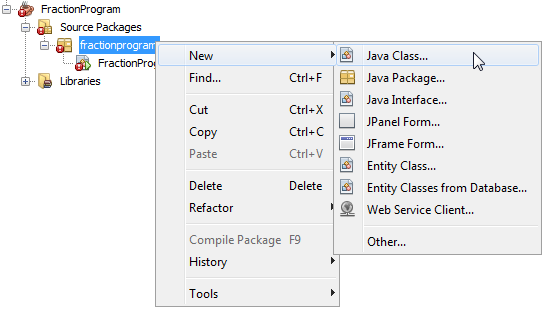 FractionProgram
Source Packages
fractionprogram
FractionProg
Libraries
New
Find... Ctrl+F
Cut Ctrl+X
Copy Ctrl+C
Paste Ctrl+V
Delete Delete
Refactor
Compile Package F9
History
Tools
Java Class...
Java Package...
Java Interface...
JPanel Form...
JFrame Form...
Entity Class...
Entity Classes from Database...
Web Service Client...
Other...